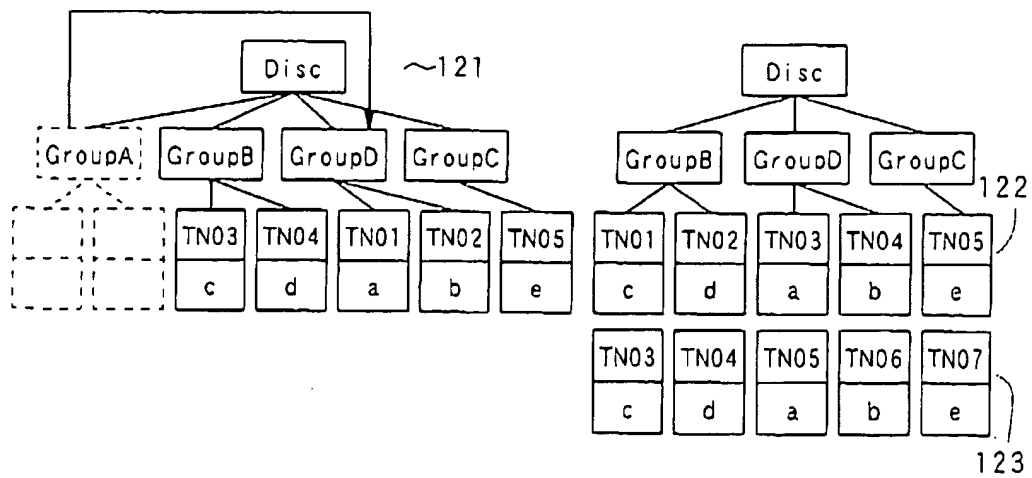 Disc
~121
GroupA GroupB GroupD GroupC
TN03 TN04 TN01 TN02 TN05
c d a b e
Disc
GroupB GroupD GroupC
122
TN01 TN02 TN03 TN04 TN05
c d a b e
TN03 TN04 TN05 TN06 TN07
c d a b e
123